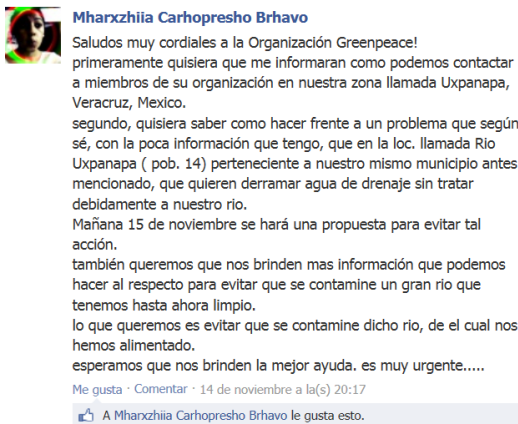 Mharxzhiia Carhopresho Brhavo
Saludos muy cordiales a la Organización Greenpeace!
primeramente quisiera que me informaran como podemos contactar
a miembros de su organización en nuestra zona llamada Uxpanapa,
Veracruz, Mexico.
segundo, quisiera saber como hacer frente a un problema que según
sé, con la poca información que tengo, que en la loc. llamada Rio
Uxpanapa ( pob. 14) perteneciente a nuestro mismo municipio antes
mencionado, que quieren derramar agua de drenaje sin tratar
debidamente a nuestro rio.
Mañana 15 de noviembre se hará una propuesta para evitar tal
acción.
también queremos que nos brinden mas información que podemos
hacer al respecto para evitar que se contamine un gran rio que
tenemos hasta ahora limpio.
lo que queremos es evitar que se contamine dicho rio, de el cual nos
hemos alimentado.
esperamos que nos brinden la mejor ayuda. es muy urgente.....
Me gusta · Comentar · 14 de noviembre a la(s) 20:17
A Mharxzhiia Carhopresho Brhavo le gusta esto.